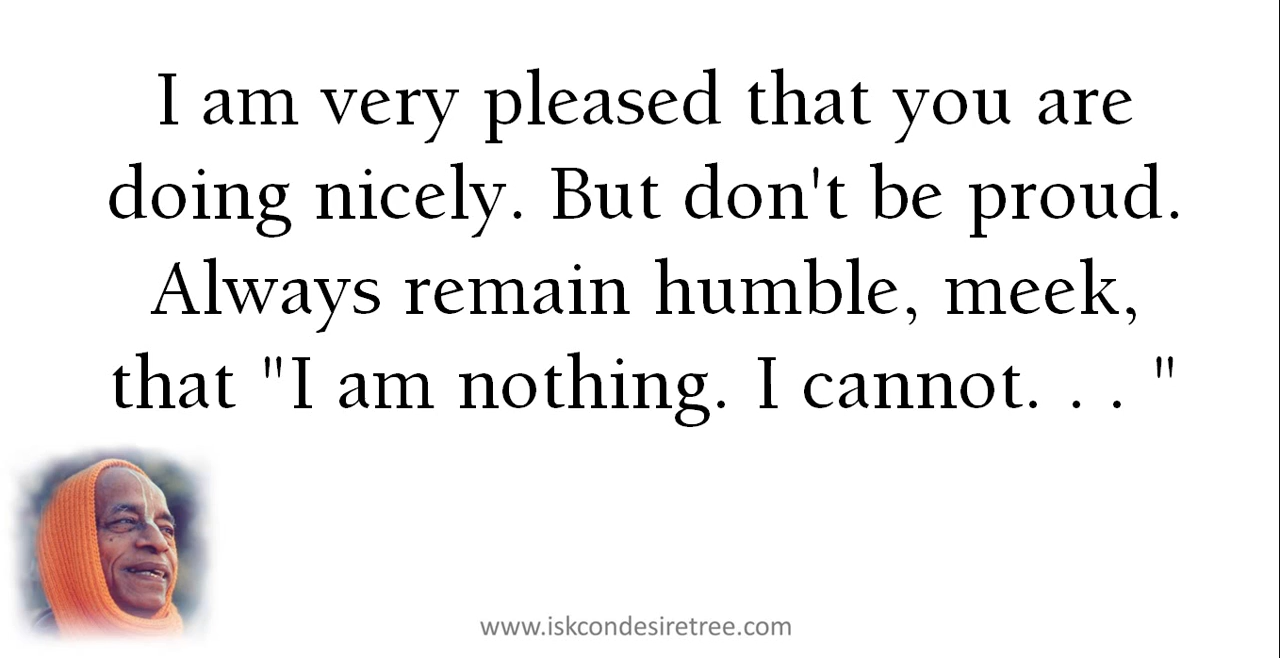 I am very pleased that you are
doing nicely. But don't be proud.
Always remain humble, meek,
that "I am nothing. I cannot. . . "
www.iskcondesiretree.com